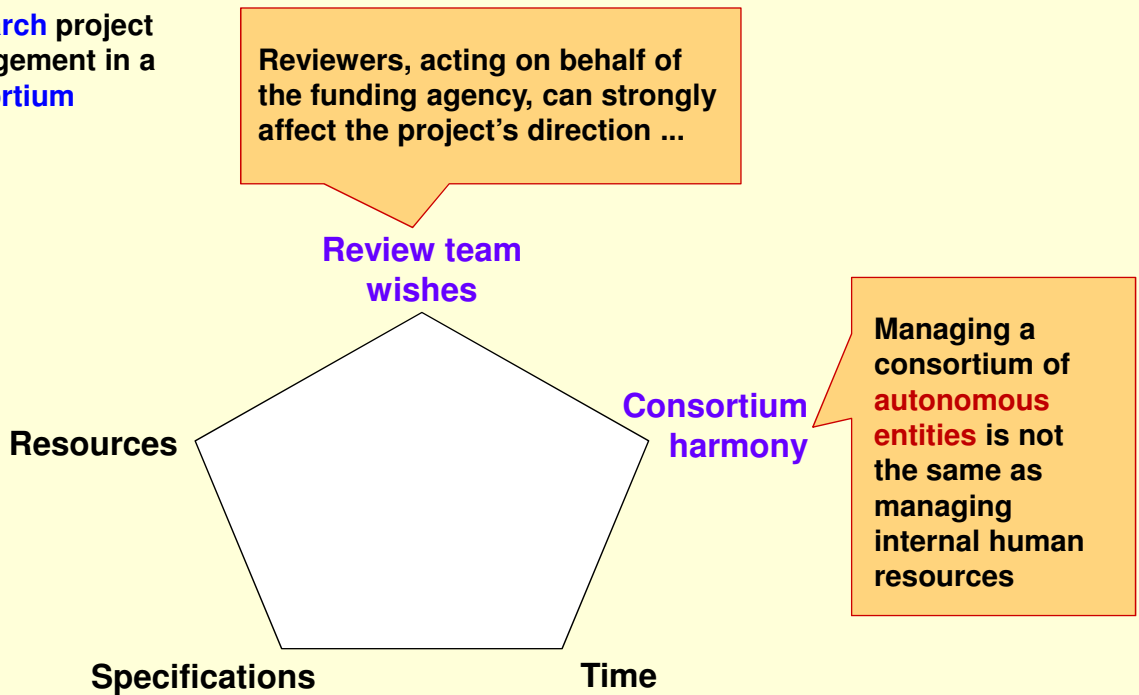 arch project
gement in a
ortium
Reviewers, acting on behalf of
the funding agency, can strongly
affect the project's direction ...
Review team
wishes
Consortium
harmony
Managing a
consortium of
autonomous
entities is not
the same as
managing
internal human
resources
Resources
Specifications
Time